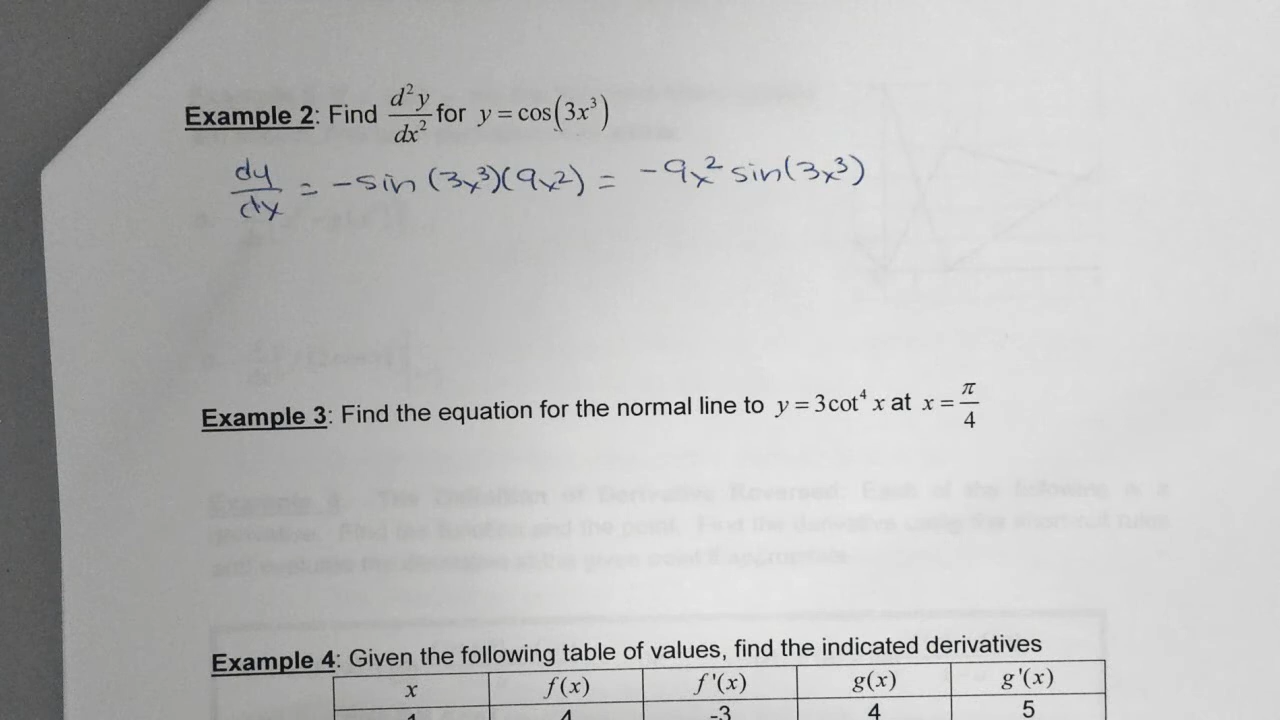 Example 2: Find d²y/dx² for y = cos(3x³)
dy/dx = -sin (3x³)(9x²) = -9x² sin(3x³)
Example 3: Find the equation for the normal line to y = 3cot⁴ x at x = π/4
Example 4: Given the following table of values, find the indicated derivatives
x f(x) f'(x) g(x) g'(x)
1 4 -3 4 5